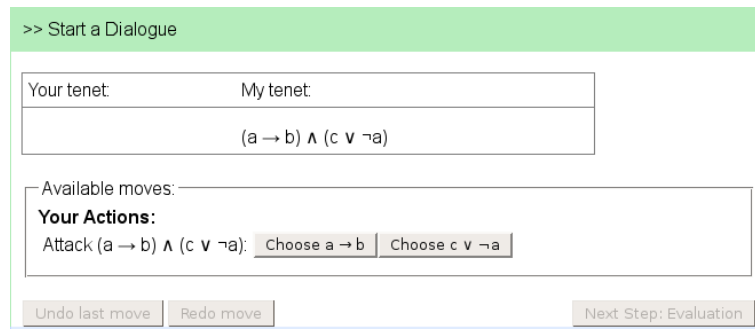 >> Start a Dialogue
Your tenet: My tenet:
(a → b) ∧ (c ∨ ¬a)
Available moves:
Your Actions:
Attack (a → b) ∧ (c ∨ ¬a): Choose a → b Choose c ∨ ¬a
Undo last move Redo move Next Step: Evaluation